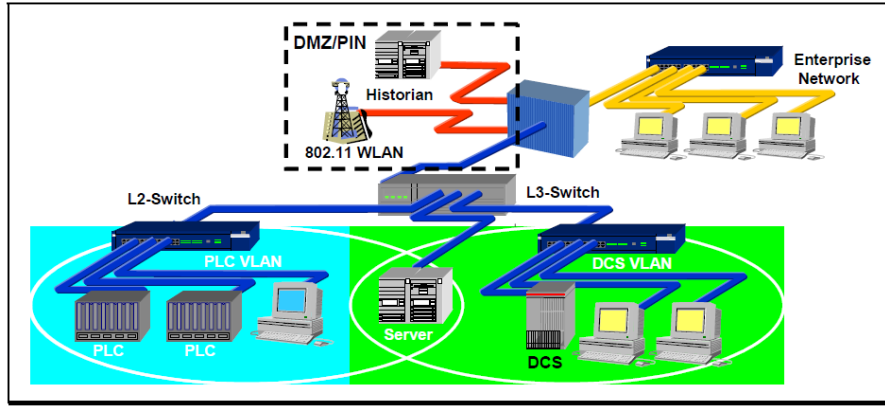 DMZ/PIN
Historian
802.11 WLAN
Enterprise
Network
L2-Switch
L3-Switch
PLC VLAN
DCS VLAN
PLC
PLC
Server
DCS